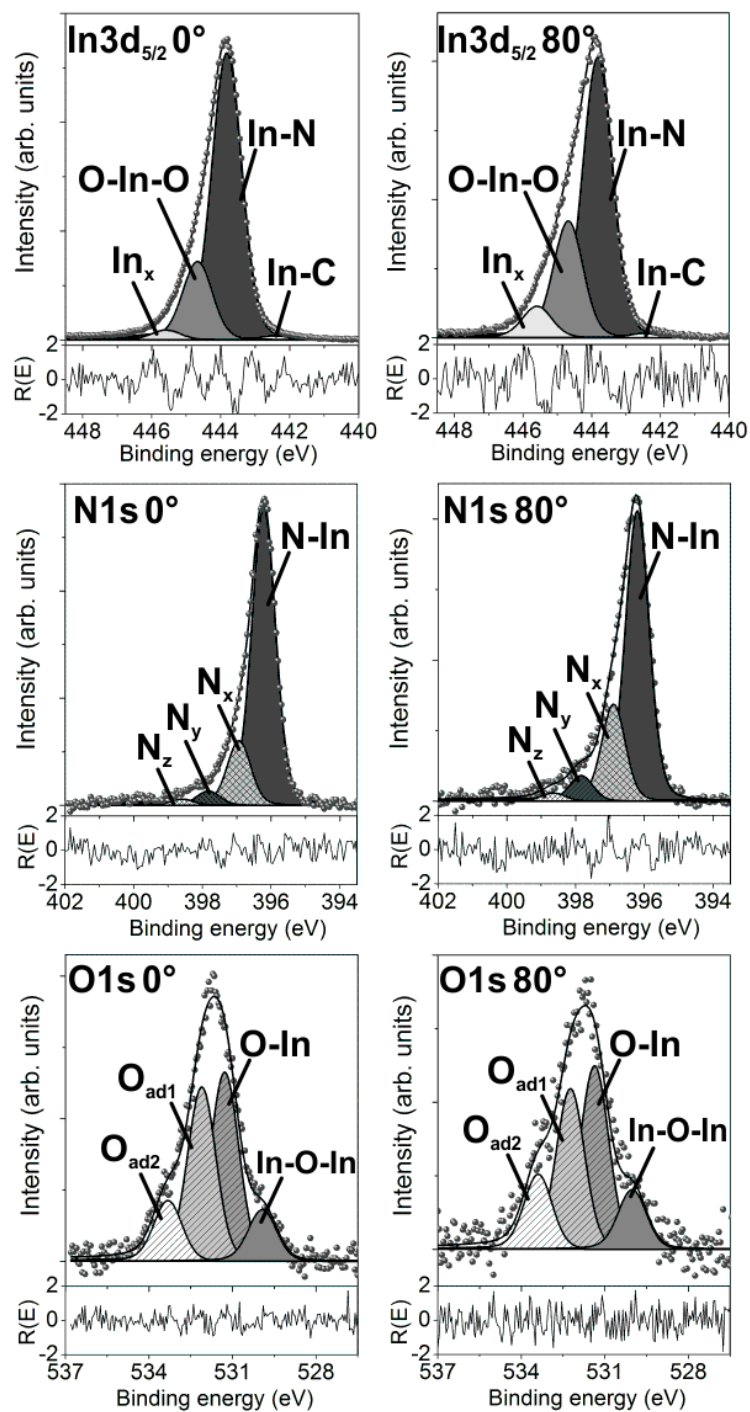 In3d5/2 0°
In-N
O-In-O
Inx
In-C
Intensity (arb. units)
2
0
-2
R(E)
448 446 444 442 440
Binding energy (eV)
In3d5/2 80°
In-N
O-In-O
Inx
In-C
Intensity (arb. units)
2
0
-2
R(E)
448 446 444 442 440
Binding energy (eV)
N1s 0°
N-In
Nx
Ny
Nz
Intensity (arb. units)
2
0
-2
R(E)
402 400 398 396 394
Binding energy (eV)
N1s 80°
N-In
Nx
Ny
Nz
Intensity (arb. units)
2
0
-2
R(E)
402 400 398 396 394
Binding energy (eV)
O1s 0°
O-In
Oad1
Oad2
In-O-In
Intensity (arb. units)
2
0
-2
R(E)
537 534 531 528
Binding energy (eV)
O1s 80°
O-In
Oad1
Oad2
In-O-In
Intensity (arb. units)
2
0
-2
R(E)
537 534 531 528
Binding energy (eV)